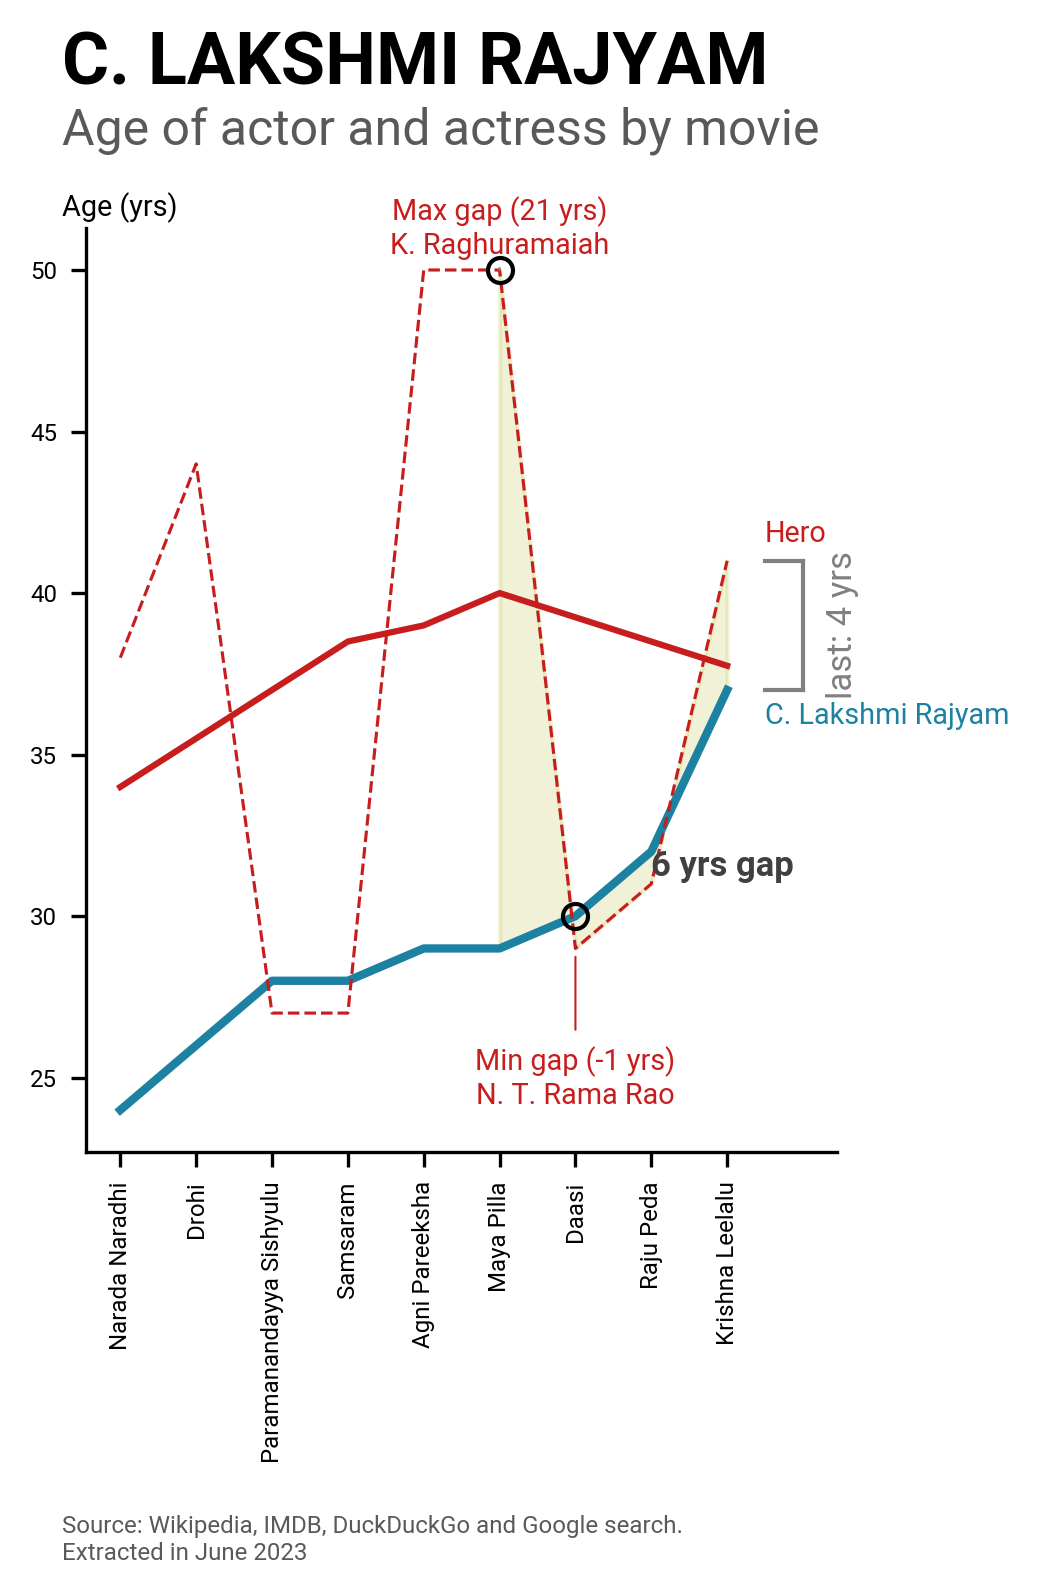 C. LAKSHMI RAJYAM
Age of actor and actress by movie
Age (yrs)
Max gap (21 yrs)
K. Raghuramaiah
50
45
40
35
30
25
Hero
last: 4 yrs
C. Lakshmi Rajyam
6 yrs gap
Min gap (-1 yrs)
N. T. Rama Rao
Narada Naradhi
Drohi
Paramanandayya Sishyulu
Samsaram
Agni Pareeksha
Maya Pilla
Daasi
Raju Peda
Krishna Leelalu
Source: Wikipedia, IMDB, DuckDuckGo and Google search.
Extracted in June 2023